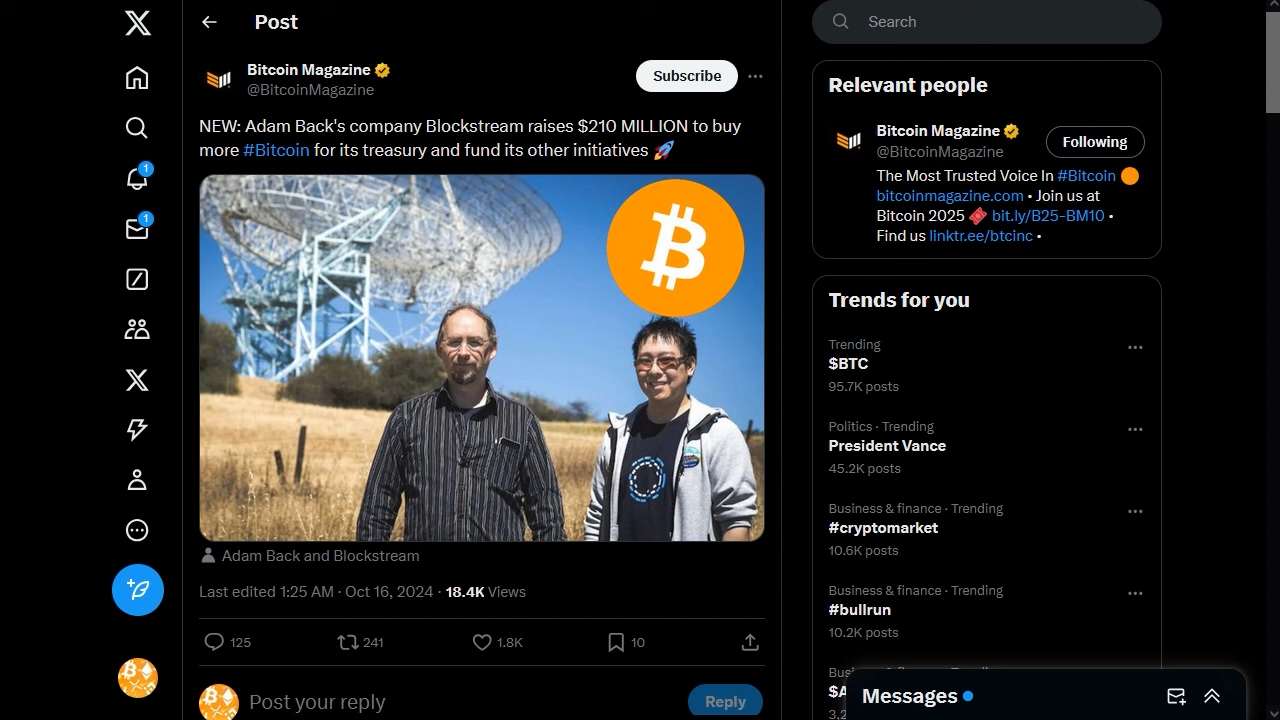 Post
Bitcoin Magazine
@BitcoinMagazine
Subscribe
NEW: Adam Back's company Blockstream raises $210 MILLION to buy
more #Bitcoin for its treasury and fund its other initiatives 🚀
Adam Back and Blockstream
Last edited 1:25 AM · Oct 16, 2024 · 18.4K Views
125 241 1.8K 10
Post your reply
Reply
Search
Relevant people
Bitcoin Magazine
@BitcoinMagazine
Following
The Most Trusted Voice In #Bitcoin 🟠
bitcoinmagazine.com • Join us at
Bitcoin 2025 🎟️ bit.ly/B25-BM10 •
Find us linktr.ee/btcinc •
Trends for you
Trending
$BTC
95.7K posts
Politics · Trending
President Vance
45.2K posts
Business & finance · Trending
#cryptomarket
10.6K posts
Business & finance · Trending
#bullrun
10.2K posts
Messages
1
1